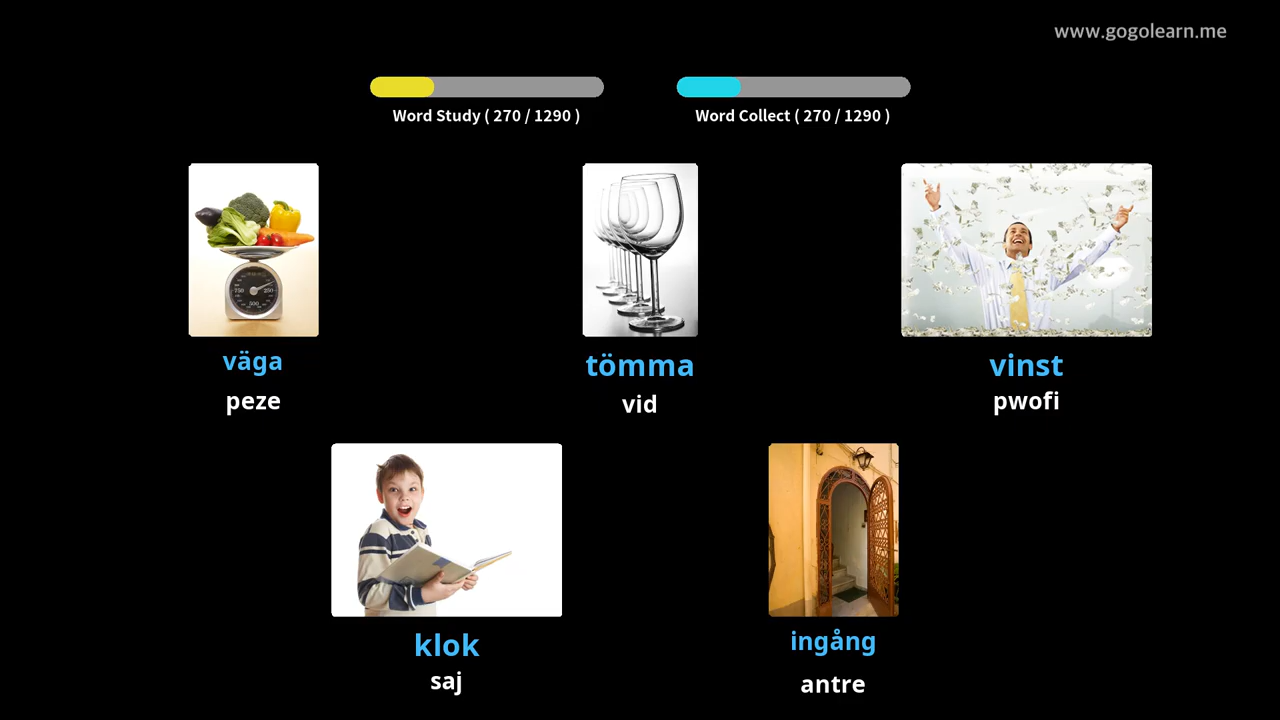 www.gogolearn.me
Word Study ( 270 / 1290 )
Word Collect ( 270 / 1290 )
väga
peze
tömma
vid
vinst
pwofi
klok
saj
ingång
antre